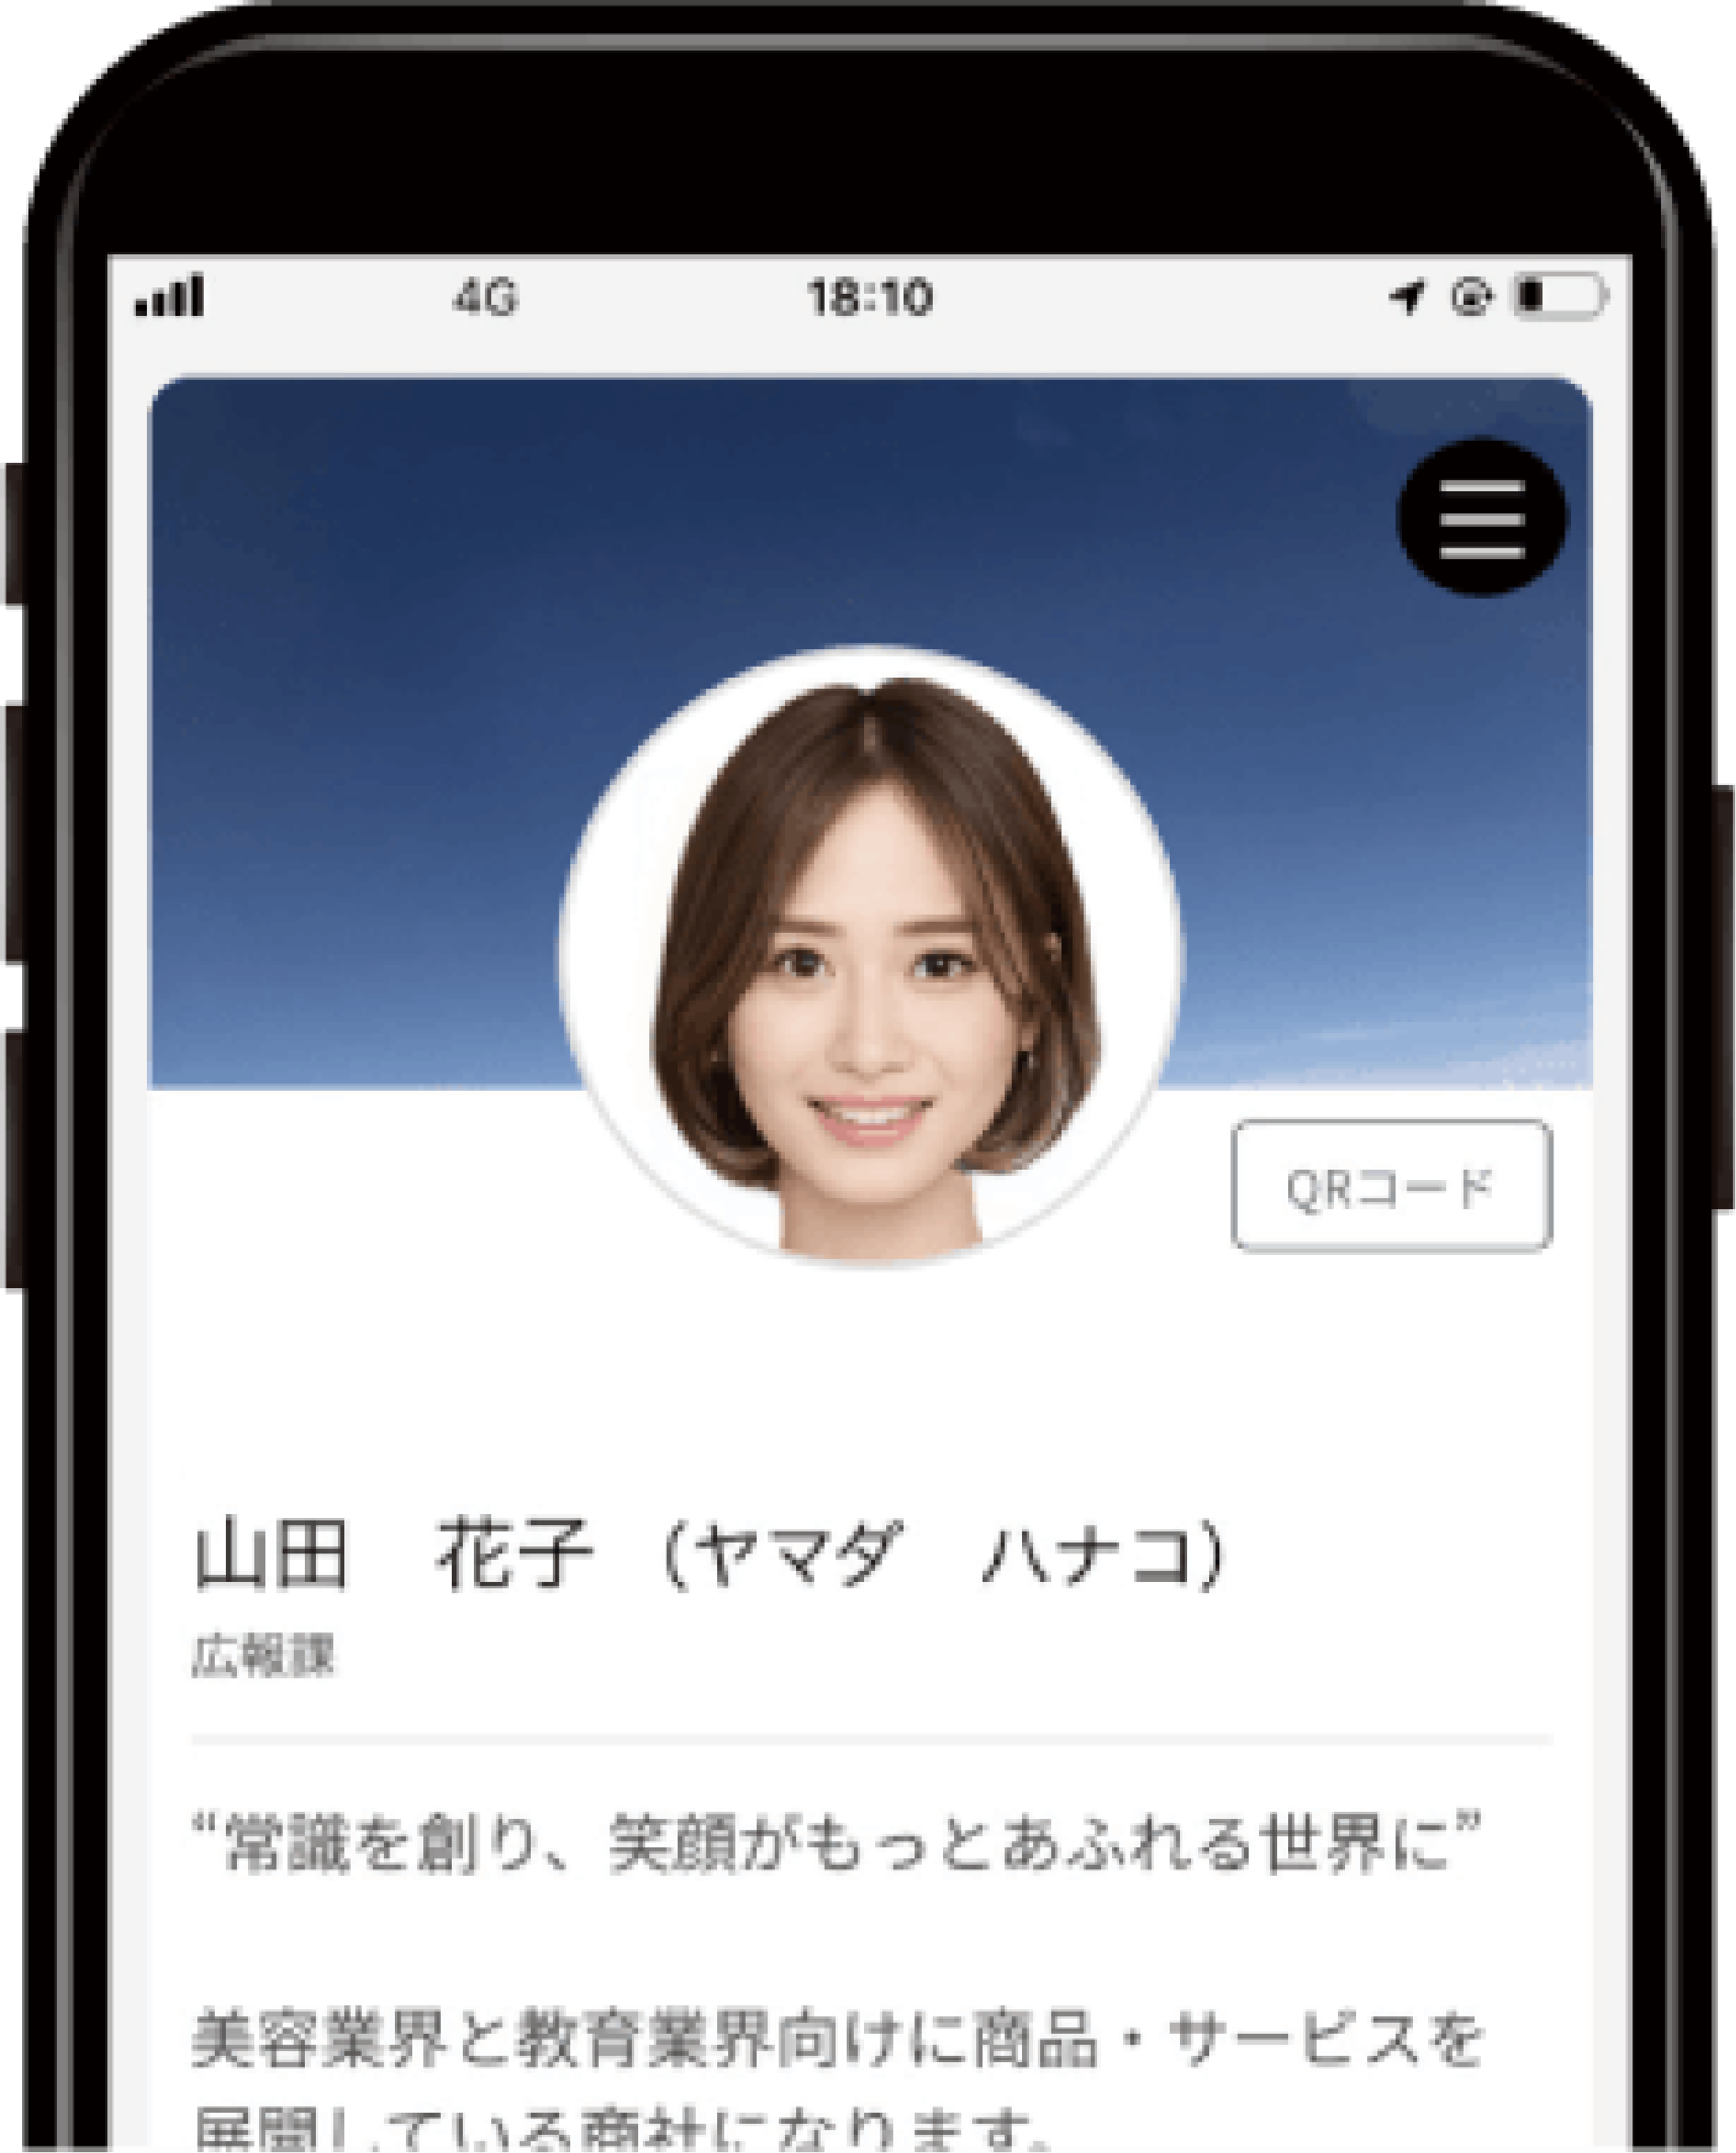 4G 18:10
QRコード
山田　花子（ヤマダ　ハナコ）
広報課
“常識を創り、笑顔がもっとあふれる世界に”
美容業界と教育業界向けに商品・サービスを
展開している商社になります。